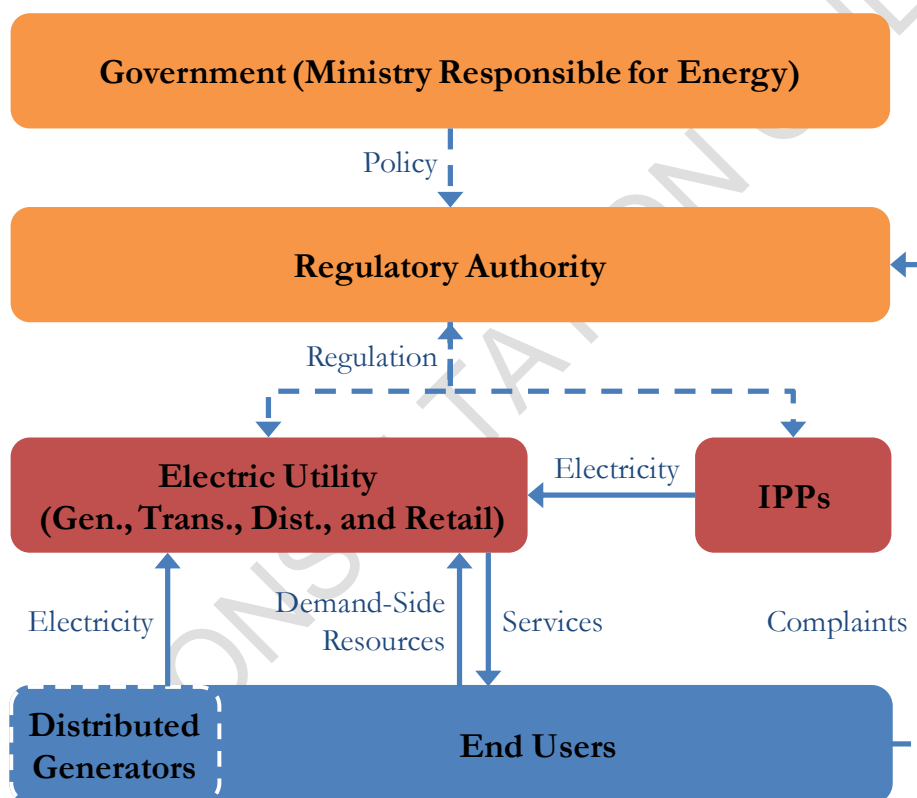 Government (Ministry Responsible for Energy)
Policy
Regulatory Authority
Regulation
Electric Utility
(Gen., Trans., Dist., and Retail)
Electricity
IPPs
Electricity
Demand-Side
Resources
Services
Complaints
Distributed
Generators
End Users